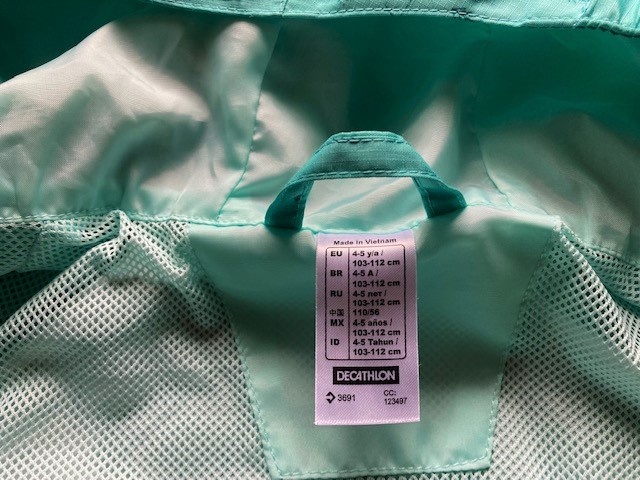 Made in Vietnam
EU 4-5 y/a /
103-112 cm
BR 4-5 A /
103-112 cm
RU 4-5 лет /
103-112 cm
中国 110/56
MX 4-5 años /
103-112 cm
ID 4-5 Tahun /
103-112 cm
DECATHLON
3691 CC:
123497